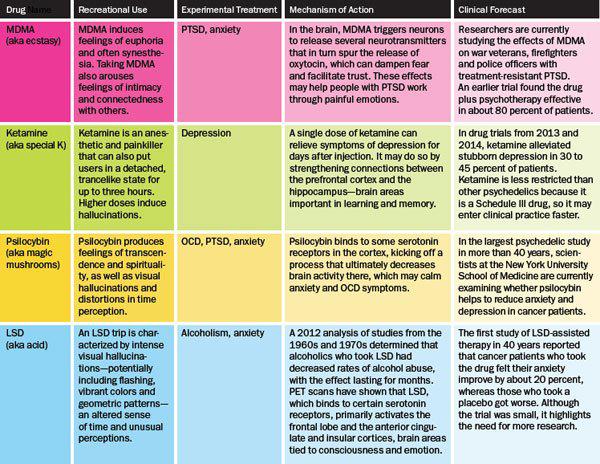 Drug Name
Recreational Use
Experimental Treatment
Mechanism of Action
Clinical Forecast
MDMA
(aka ecstasy)
MDMA induces
feelings of euphoria
and often synesthe-
sia. Taking MDMA
also arouses
feelings of intimacy
and connectedness
with others.
PTSD, anxiety
In the brain, MDMA triggers neurons
to release several neurotransmitters
that in turn spur the release of
oxytocin, which can dampen fear
and facilitate trust. These effects
may help people with PTSD work
through painful emotions.
Researchers are currently
studying the effects of MDMA
on war veterans, firefighters
and police officers with
treatment-resistant PTSD.
An earlier trial found the drug
plus psychotherapy effective
in about 80 percent of patients.
Ketamine
(aka special K)
Ketamine is an anes-
thetic and painkiller
that can also put
users in a detached,
trancelike state for
up to three hours.
Higher doses induce
hallucinations.
Depression
A single dose of ketamine can
relieve symptoms of depression for
days after injection. It may do so by
strengthening connections between
the prefrontal cortex and the
hippocampus—brain areas
important in learning and memory.
In drug trials from 2013 and
2014, ketamine alleviated
stubborn depression in 30 to
45 percent of patients.
Ketamine is less restricted than
other psychedelics because it
is a Schedule III drug, so it may
enter clinical practice faster.
Psilocybin
(aka magic
mushrooms)
Psilocybin produces
feelings of transcen-
dence and spirituali-
ty, as well as visual
hallucinations and
distortions in time
perception.
OCD, PTSD, anxiety
Psilocybin binds to some serotonin
receptors in the cortex, kicking off a
process that ultimately decreases
brain activity there, which may calm
anxiety and OCD symptoms.
In the largest psychedelic study
in more than 40 years, scien-
tists at the New York University
School of Medicine are currently
examining whether psilocybin
helps to reduce anxiety and
depression in cancer patients.
LSD
(aka acid)
An LSD trip is char-
acterized by intense
visual hallucina-
tions—potentially
including flashing,
vibrant colors and
geometric patterns—
an altered sense
of time and unusual
perceptions.
Alcoholism, anxiety
A 2012 analysis of studies from the
1960s and 1970s determined that
alcoholics who took LSD had
decreased rates of alcohol abuse,
with the effect lasting for months.
PET scans have shown that LSD,
which binds to certain serotonin
receptors, primarily activates the
frontal lobe and the anterior cingu-
late and insular cortices, brain areas
tied to consciousness and emotion.
The first study of LSD-assisted
therapy in 40 years reported
that cancer patients who took
the drug felt their anxiety
improve by about 20 percent,
whereas those who took a
placebo got worse. Although
the trial was small, it highlights
the need for more research.